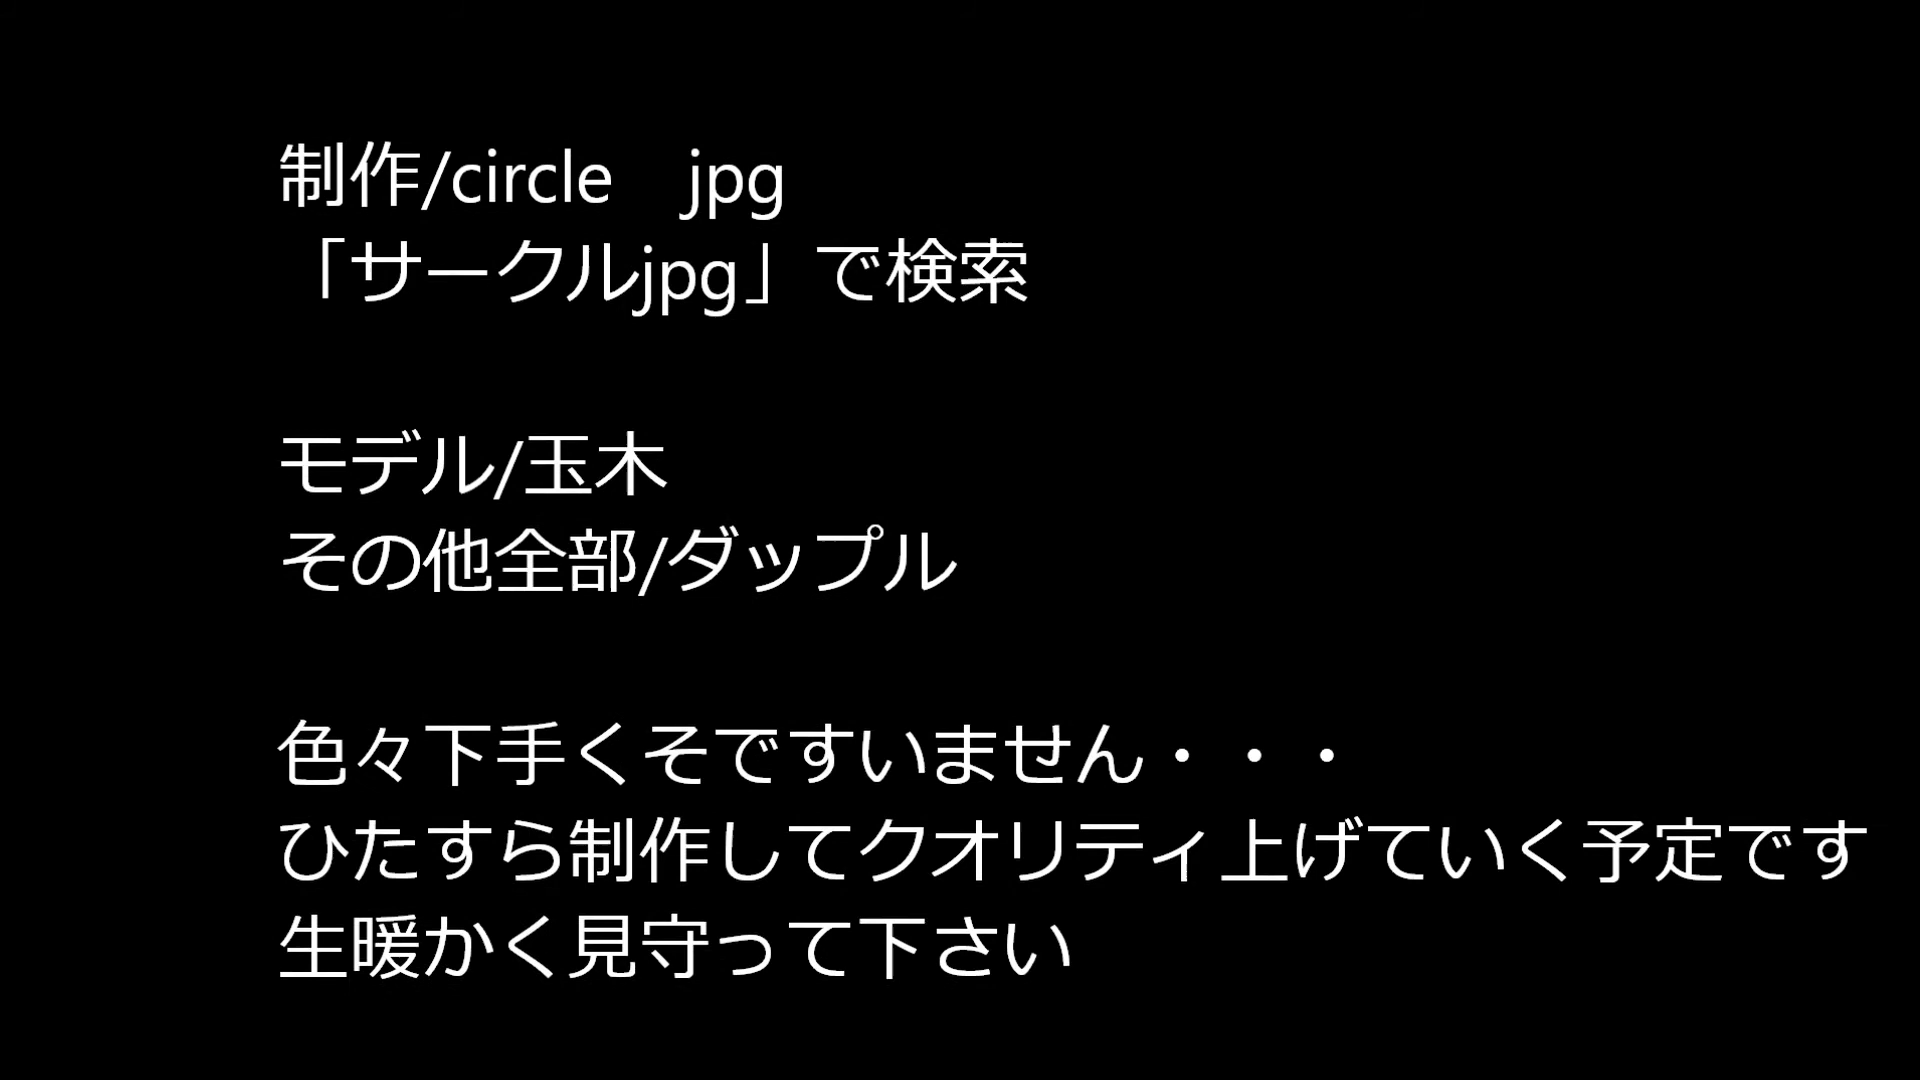 制作/circle　jpg
「サークルjpg」で検索
モデル/玉木
その他全部/ダップル
色々下手くそですいません・・・
ひたすら制作してクオリティ上げていく予定です
生暖かく見守って下さい